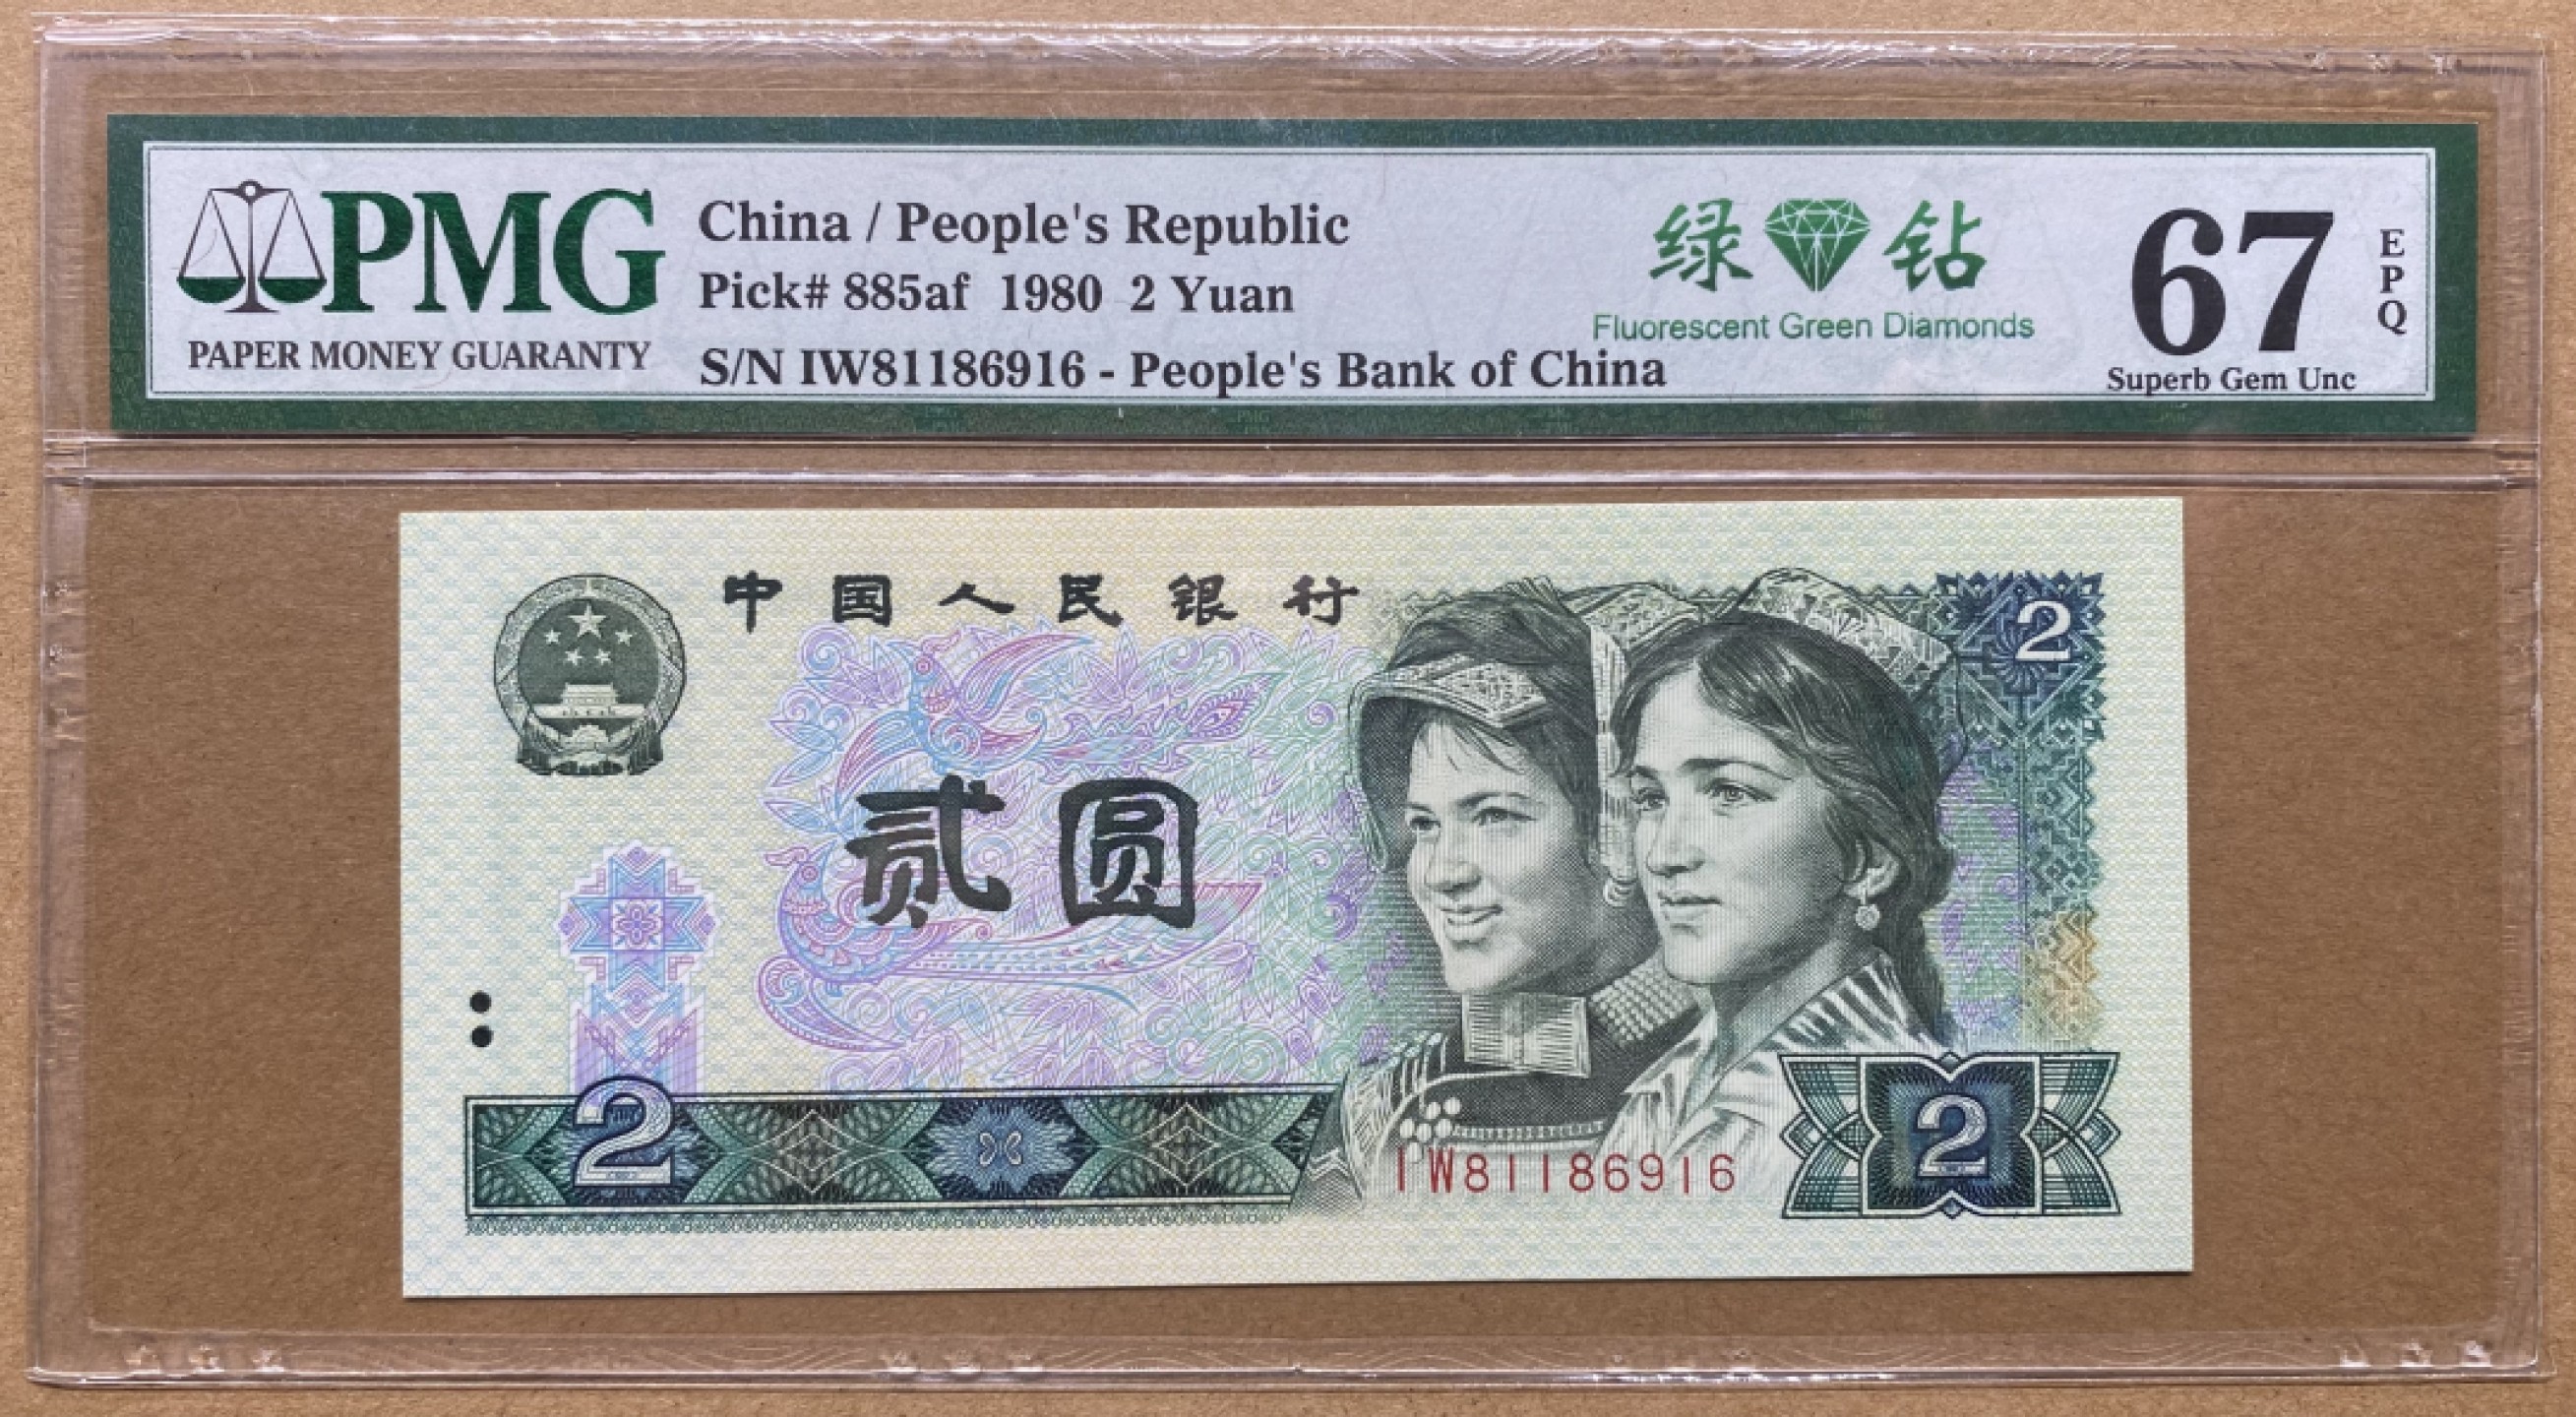 PMG
PAPER MONEY GUARANTY
China / People's Republic
Pick# 885af 1980 2 Yuan
S/N IW81186916 - People's Bank of China
绿 钻
Fluorescent Green Diamonds
67
EPQ
Superb Gem Unc
中国人民银行
2
贰圆
2
IW81186916
2